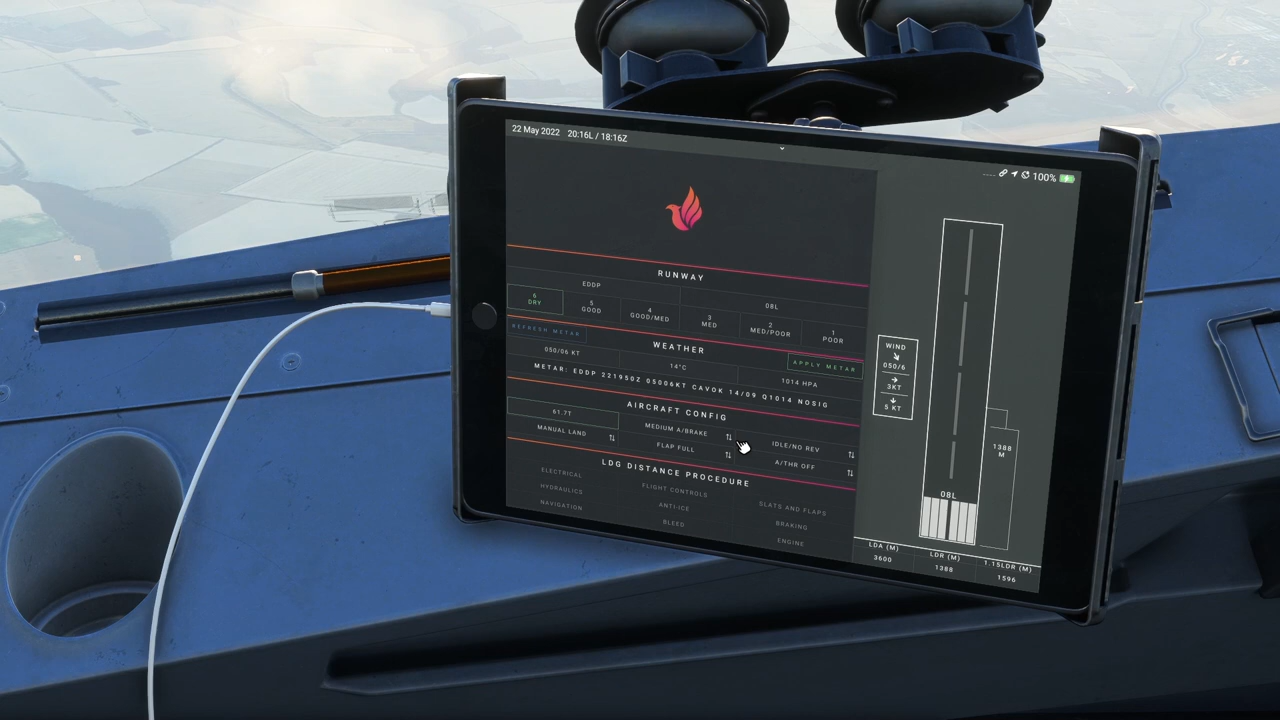 22 May 2022 20:16L / 18:16Z
100%
RUNWAY
EDDP 08L
6 DRY
5 GOOD
4 GOOD/MED
3 MED
2 MED/POOR
1 POOR
REFRESH METAR
WEATHER
APPLY METAR
050/06 KT 14°C 1014 HPA
METAR: EDDP 221950Z 05006KT CAVOK 14/09 Q1014 NOSIG
AIRCRAFT CONFIG
61.7T MEDIUM A/BRAKE IDLE/NO REV
MANUAL LAND FLAP FULL A/THR OFF
LDG DISTANCE PROCEDURE
ELECTRICAL FLIGHT CONTROLS SLATS AND FLAPS
HYDRAULICS ANTI-ICE BRAKING
NAVIGATION BLEED ENGINE
WIND
050/6
3KT
5 KT
1388
M
08L
LDA (M) LDR (M) 1.15LDR (M)
3600 1388 1596